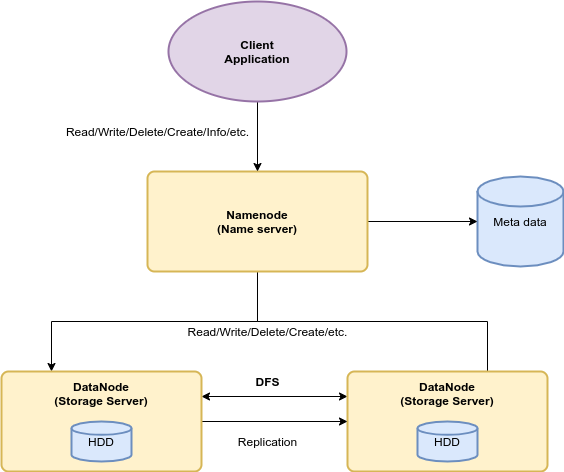 Client
Application
Read/Write/Delete/Create/Info/etc.
Namenode
(Name server)
Meta data
Read/Write/Delete/Create/etc.
DataNode
(Storage Server)
HDD
DFS
Replication
DataNode
(Storage Server)
HDD